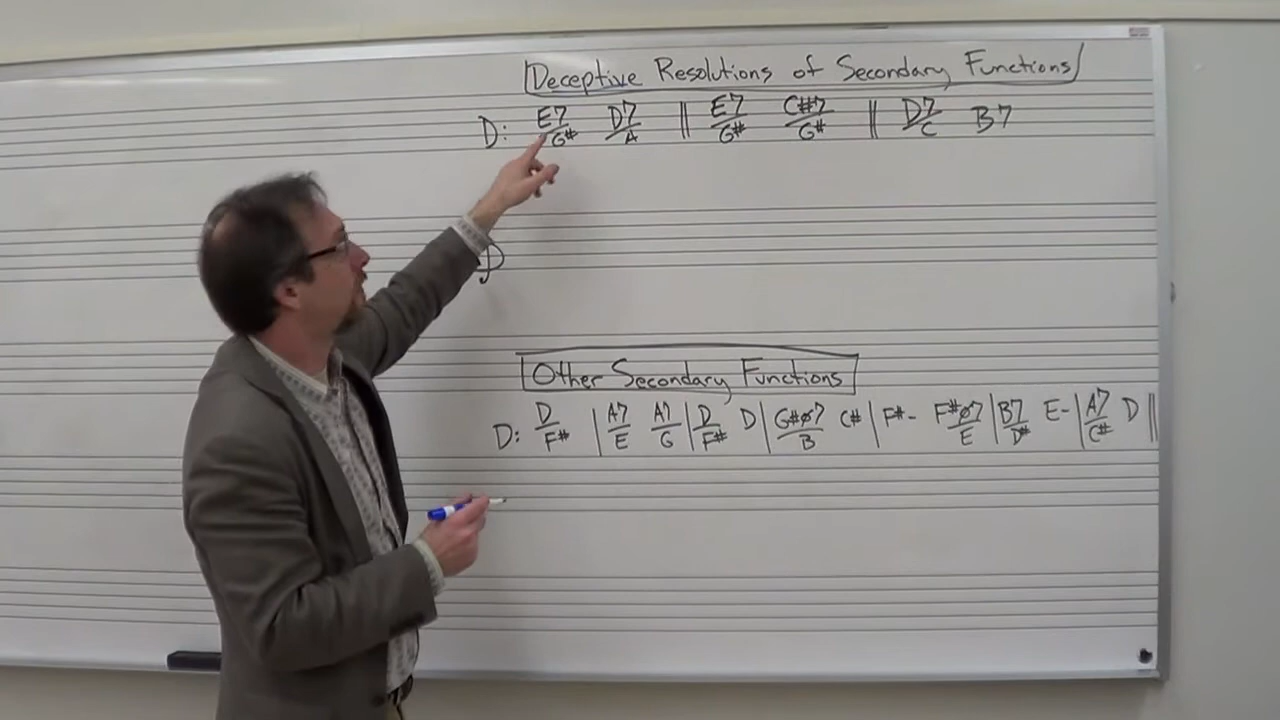 Deceptive Resolutions of Secondary Functions
D: E7/G# D7/A || E7/G# C#7/G# || D7/C B7
D
Other Secondary Functions
D: D/F# | A7/E A7/G | D/F# D | G#ø7/B C# | F#- F#ø7/E | B7/D# E- | A7/C# D ||